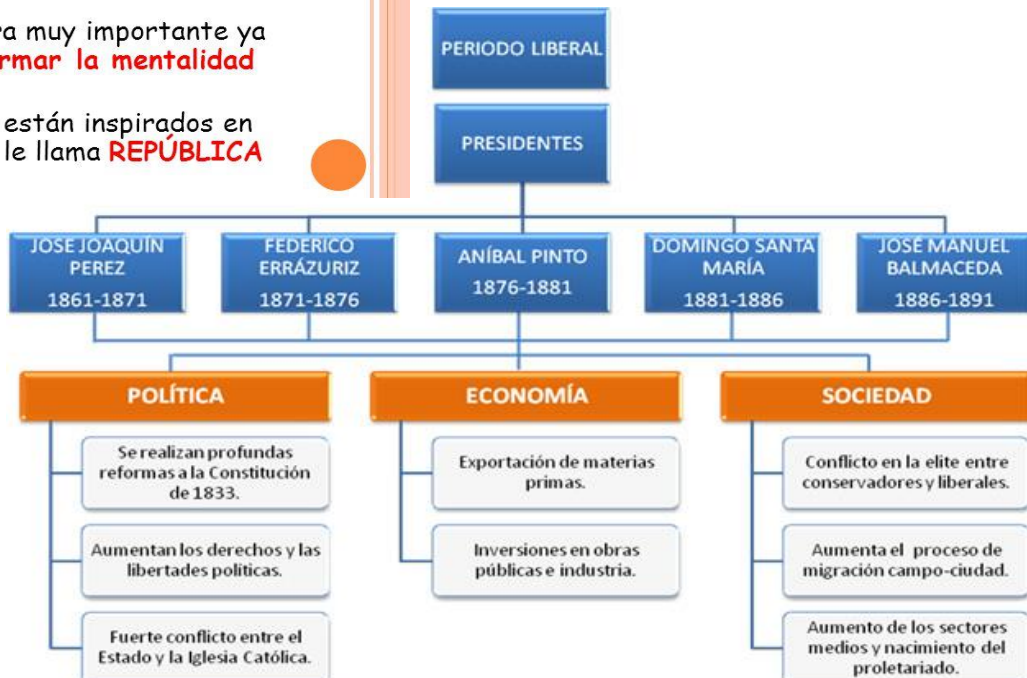 ra muy importante ya
rmar la mentalidad
están inspirados en
le llama REPÚBLICA
PERIODO LIBERAL
PRESIDENTES
JOSE JOAQUÍN
PEREZ
1861-1871
FEDERICO
ERRÁZURIZ
1871-1876
ANÍBAL PINTO
1876-1881
DOMINGO SANTA
MARÍA
1881-1886
JOSÉ MANUEL
BALMACEDA
1886-1891
POLÍTICA
Se realizan profundas
reformas a la Constitución
de 1833.
Aumentan los derechos y las
libertades políticas.
Fuerte conflicto entre el
Estado y la Iglesia Católica.
ECONOMÍA
Exportación de materias
primas.
Inversiones en obras
públicas e industria.
SOCIEDAD
Conflicto en la elite entre
conservadores y liberales.
Aumenta el proceso de
migración campo-ciudad.
Aumento de los sectores
medios y nacimiento del
proletariado.